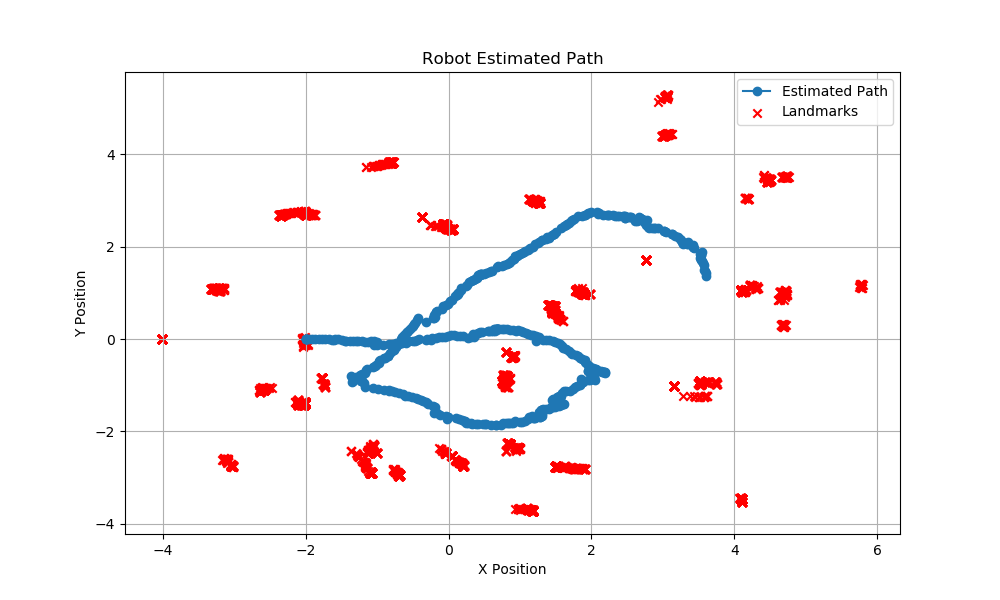 Robot Estimated Path
Estimated Path
Landmarks
4
2
0
−2
−4
Y Position
−4
−2
0
2
4
6
X Position